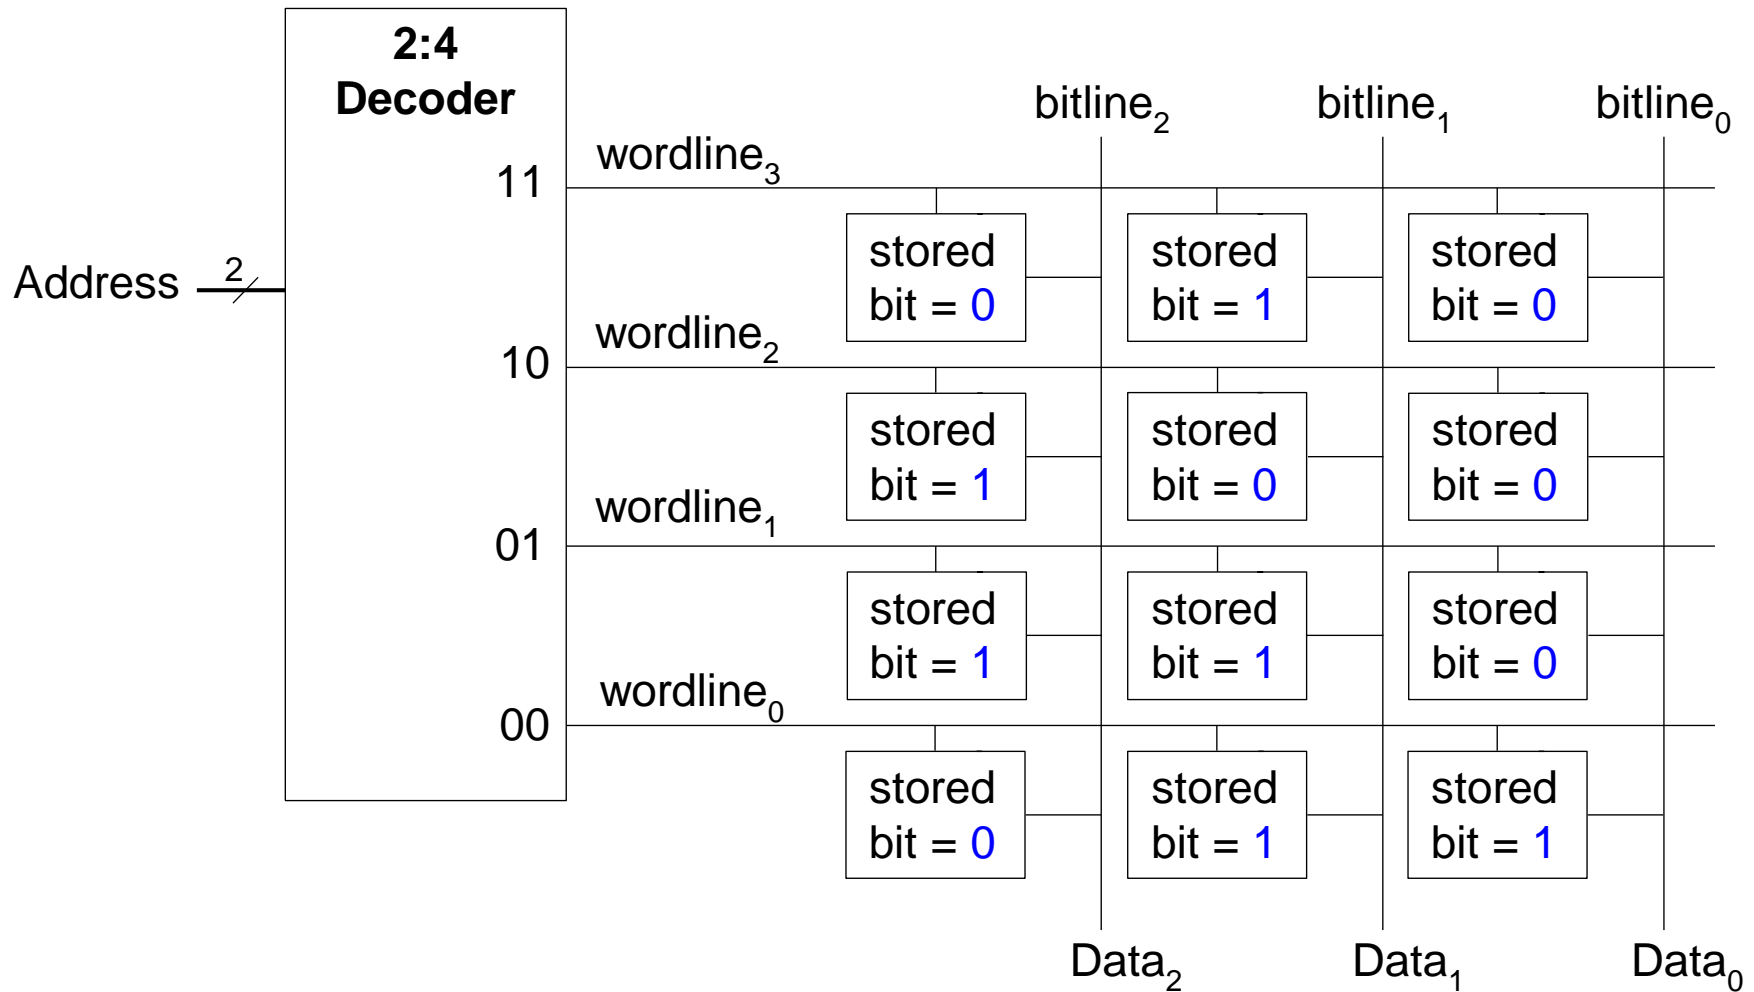 2:4
Decoder
bitline2 bitline1 bitline0
wordline3
11
stored stored stored
bit = 0 bit = 1 bit = 0
Address 2
wordline2
10
stored stored stored
bit = 1 bit = 0 bit = 0
wordline1
01
stored stored stored
bit = 1 bit = 1 bit = 0
wordline0
00
stored stored stored
bit = 0 bit = 1 bit = 1
Data2 Data1 Data0